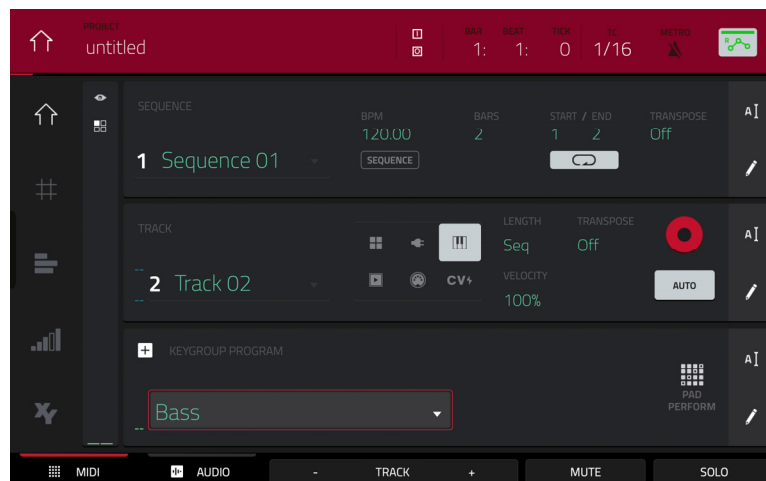 PROJECT
untitled
BAR BEAT TICK TC METRO
1: 1: 0 1/16
R
SEQUENCE
BPM BARS START / END TRANSPOSE
120.00 2 1 2 Off
1 Sequence 01
SEQUENCE
TRACK
LENGTH TRANSPOSE
Seq Off
2 Track 02
CV
VELOCITY
100%
AUTO
KEYGROUP PROGRAM
Bass
PAD
PERFORM
A
A
A
XY
MIDI AUDIO - TRACK + MUTE SOLO